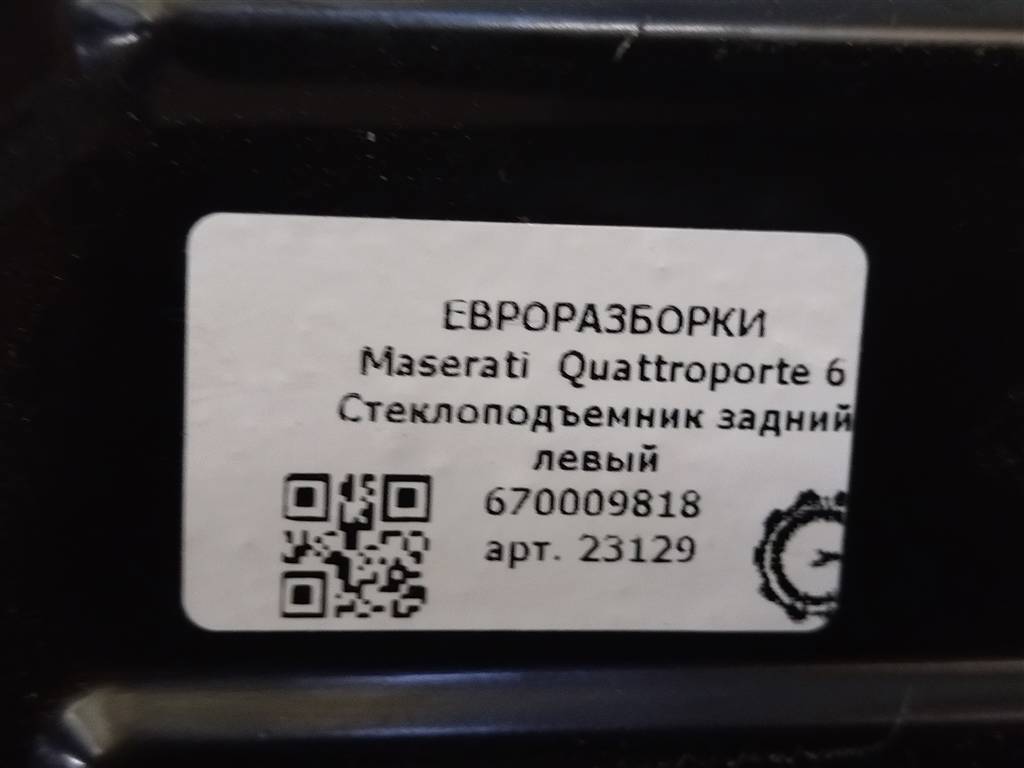 ЕВРОРАЗБОРКИ
Maserati Quattroporte 6
Стеклоподъемник задний
левый
670009818
арт. 23129